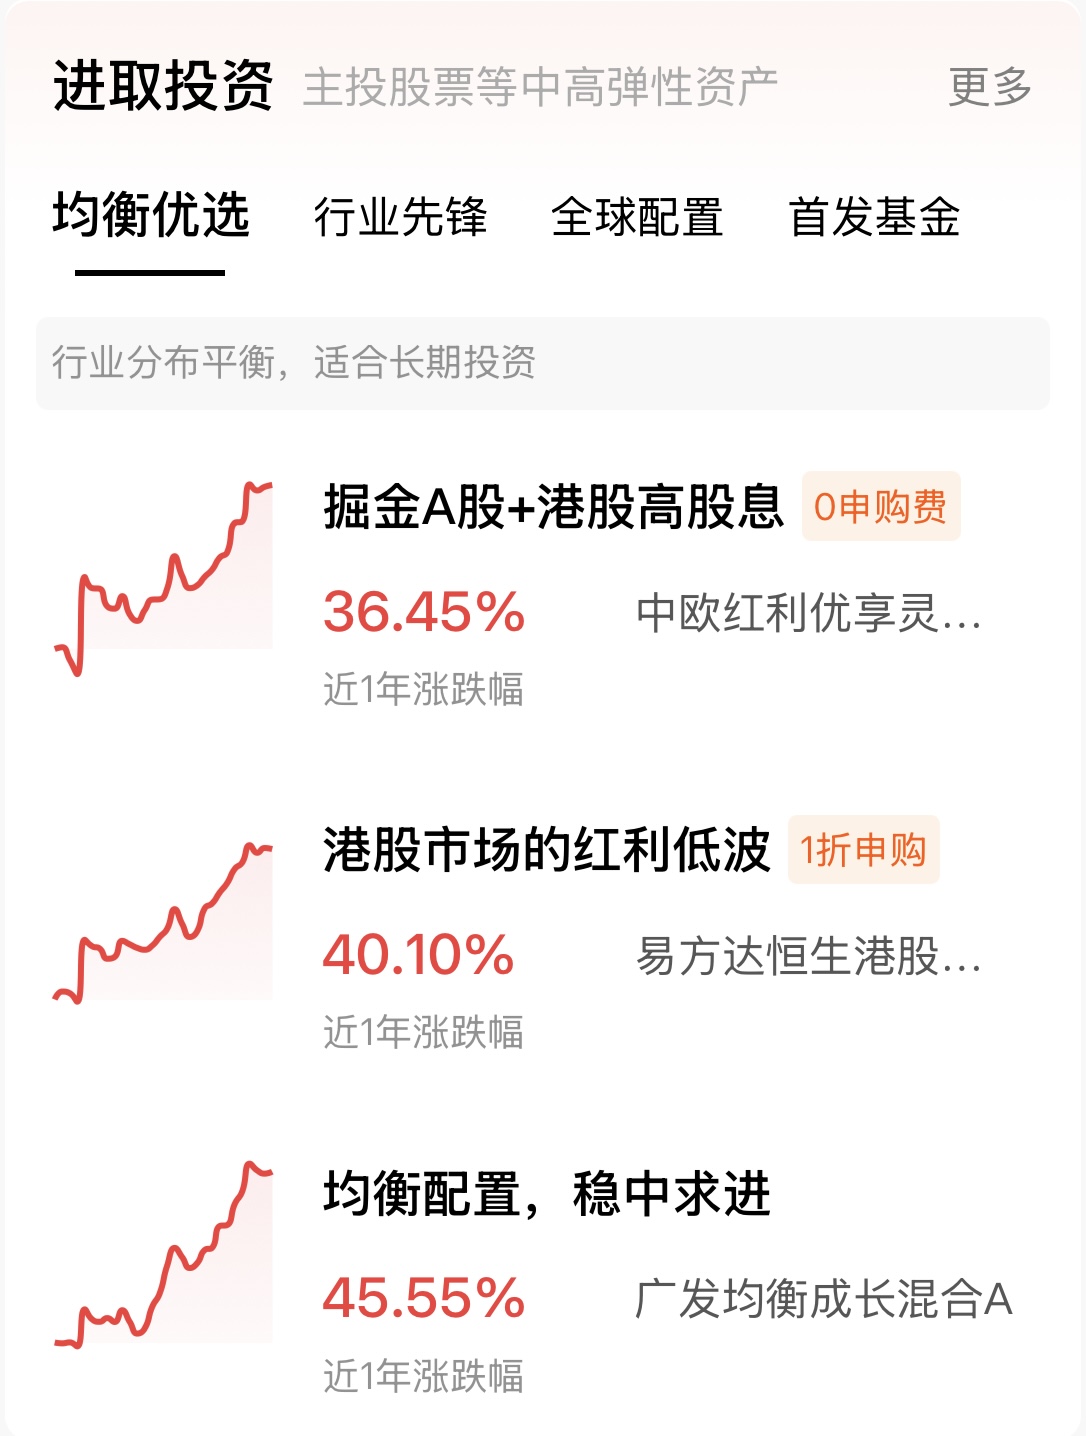 进取投资 主投股票等中高弹性资产 更多
均衡优选 行业先锋 全球配置 首发基金
行业分布平衡，适合长期投资
掘金A股+港股高股息 0申购费
36.45% 中欧红利优享灵...
近1年涨跌幅
港股市场的红利低波 1折申购
40.10% 易方达恒生港股...
近1年涨跌幅
均衡配置，稳中求进
45.55% 广发均衡成长混合A
近1年涨跌幅